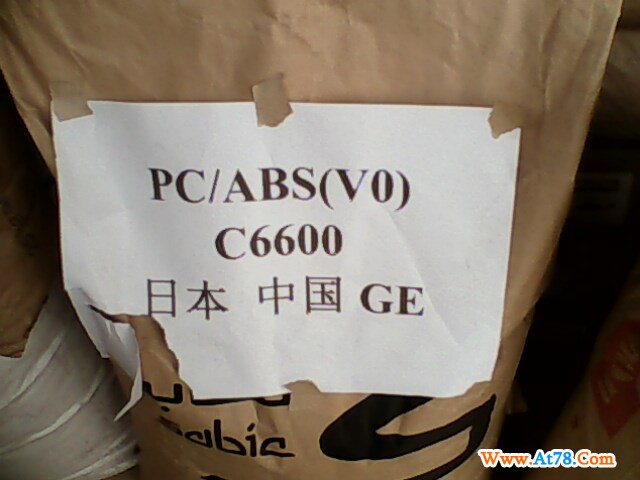 PC/ABS(V0)
C6600
日本 中国 GE
sabic
Www.At78.Com